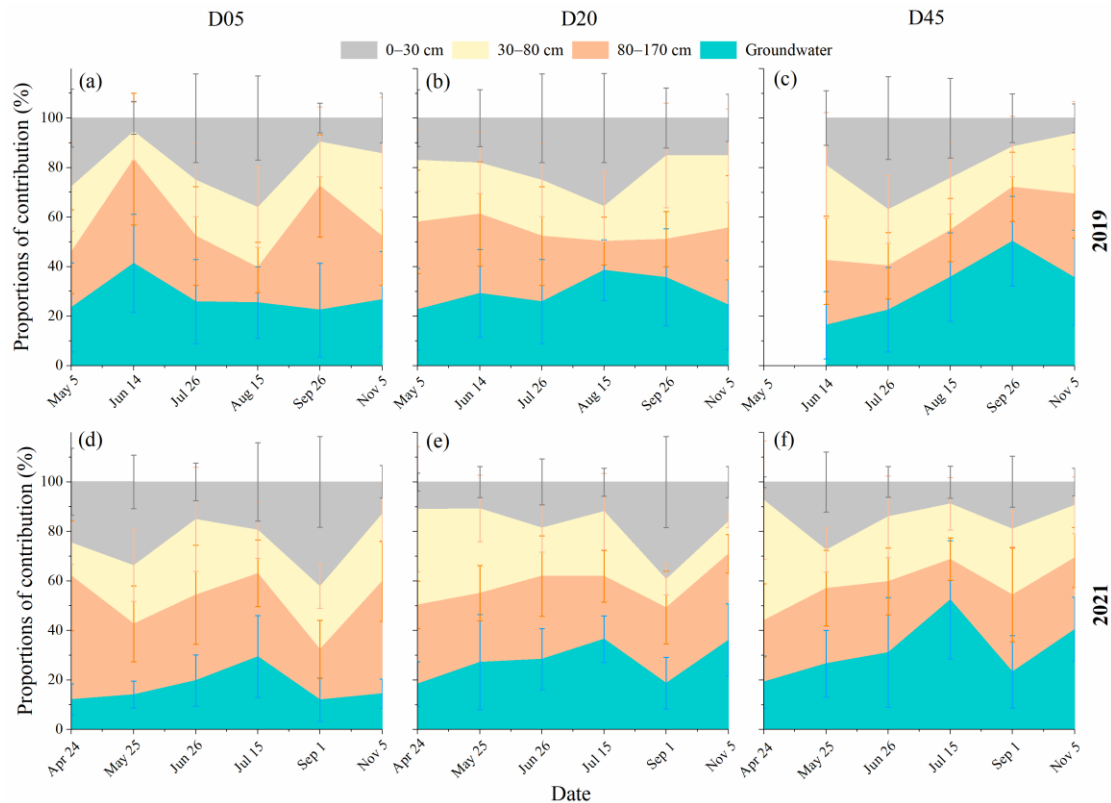 D05 D20 D45
0–30 cm 30–80 cm 80–170 cm Groundwater
(a) (b) (c)
Proportions of contribution (%)
100
80
60
40
20
0
May 5 Jun 14 Jul 26 Aug 15 Sep 26 Nov 5
May 5 Jun 14 Jul 26 Aug 15 Sep 26 Nov 5
May 5 Jun 14 Jul 26 Aug 15 Sep 26 Nov 5
2019
(d) (e) (f)
Proportions of contribution (%)
100
80
60
40
20
0
Apr 24 May 25 Jun 26 Jul 15 Sep 1 Nov 5
Apr 24 May 25 Jun 26 Jul 15 Sep 1 Nov 5
Apr 24 May 25 Jun 26 Jul 15 Sep 1 Nov 5
2021
Date